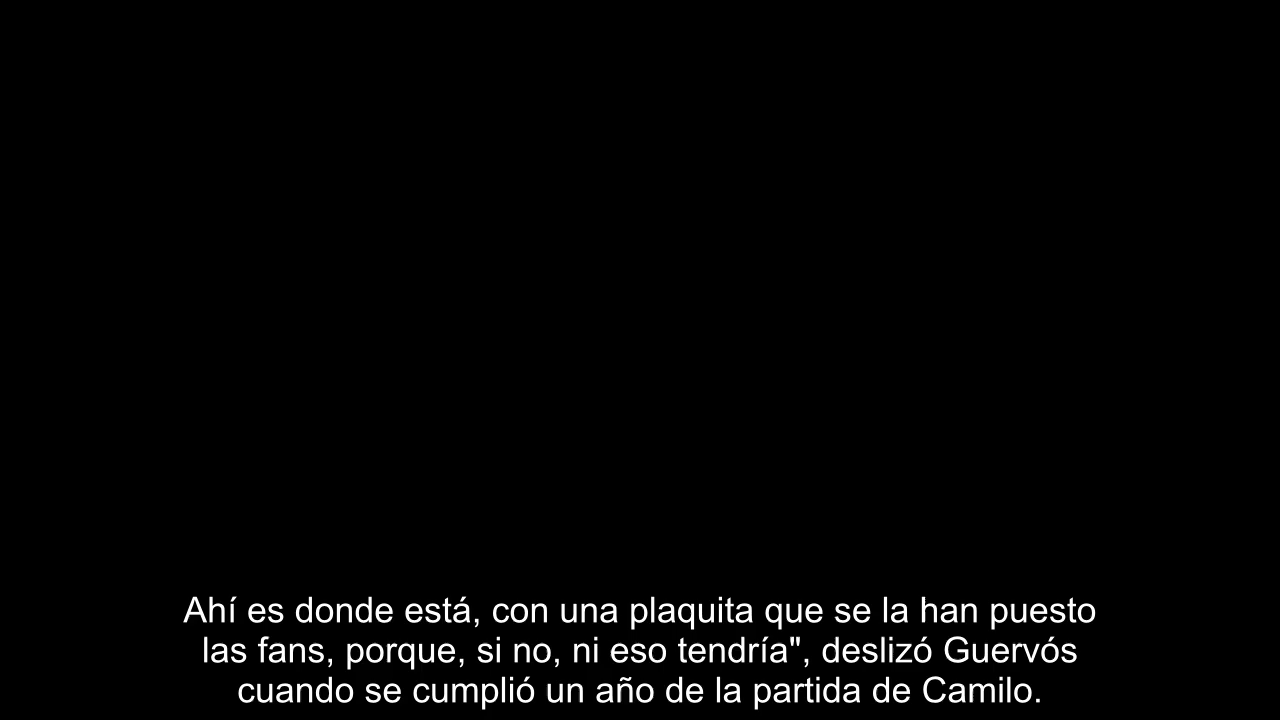 Ahí es donde está, con una plaquita que se la han puesto
las fans, porque, si no, ni eso tendría", deslizó Guervós
cuando se cumplió un año de la partida de Camilo.